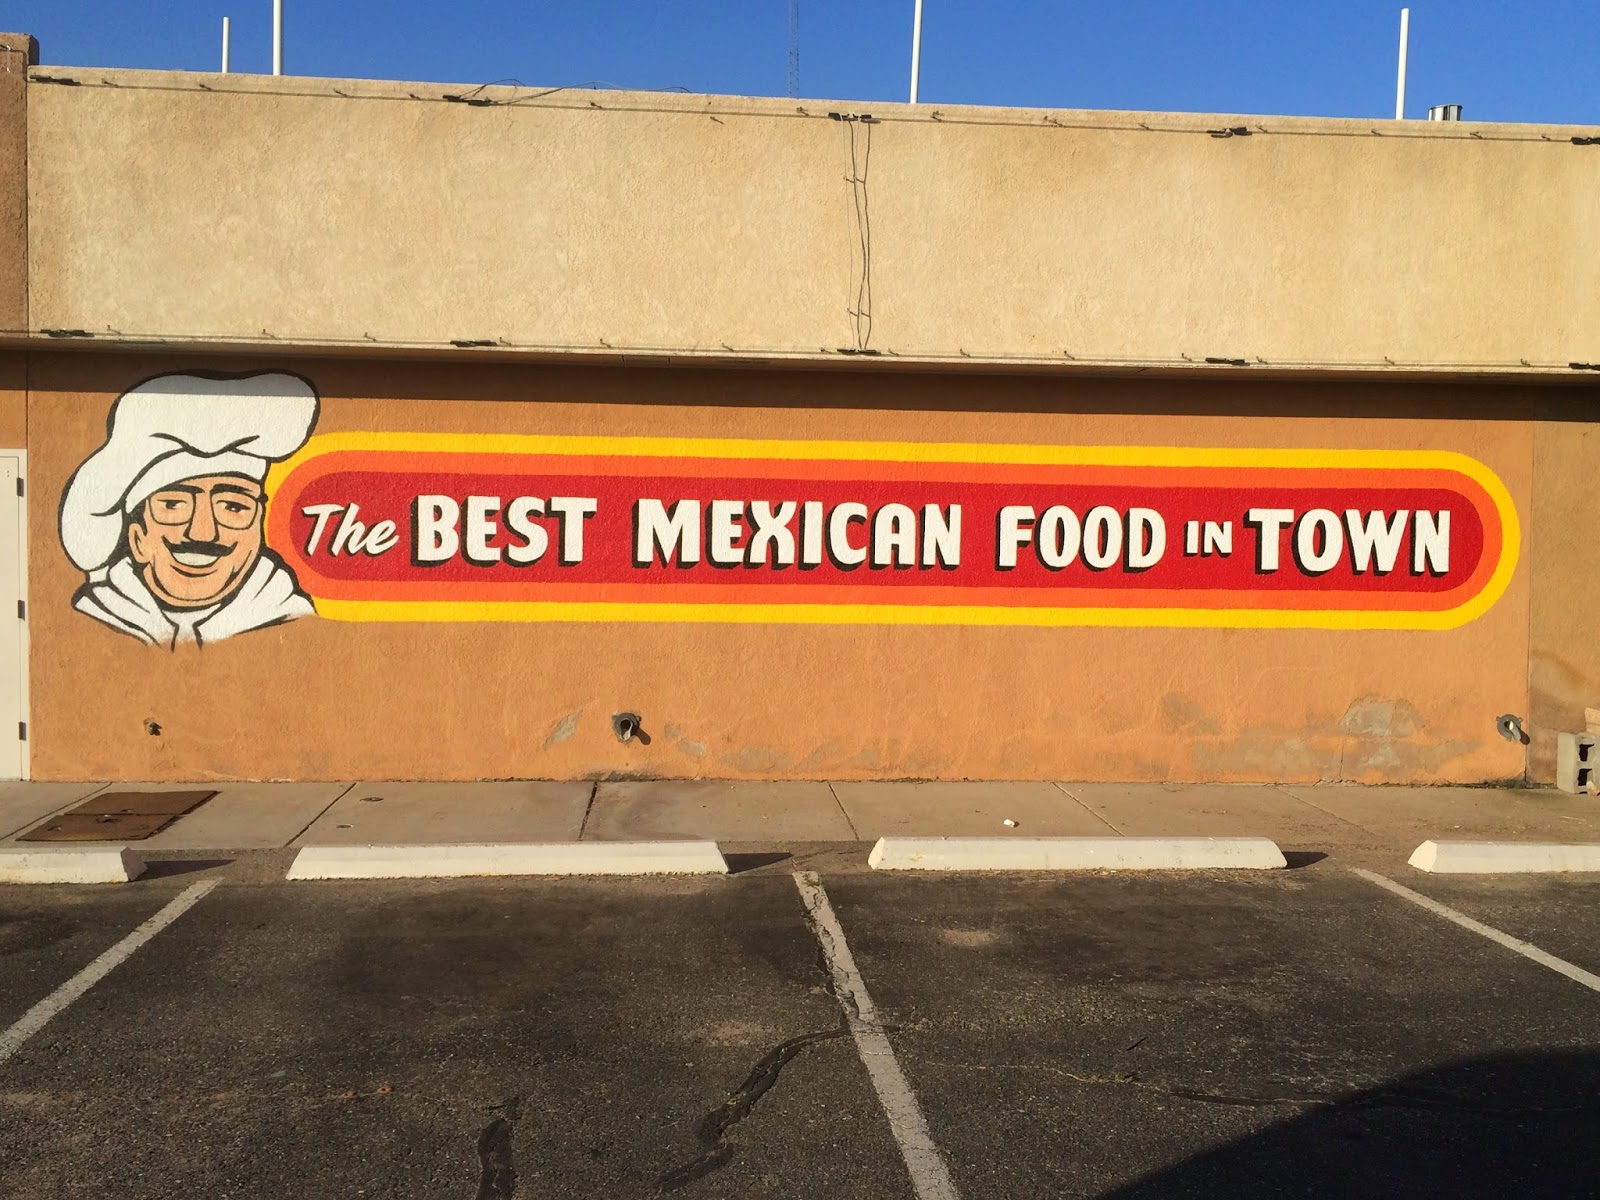 The BEST MEXICAN FOOD IN TOWN